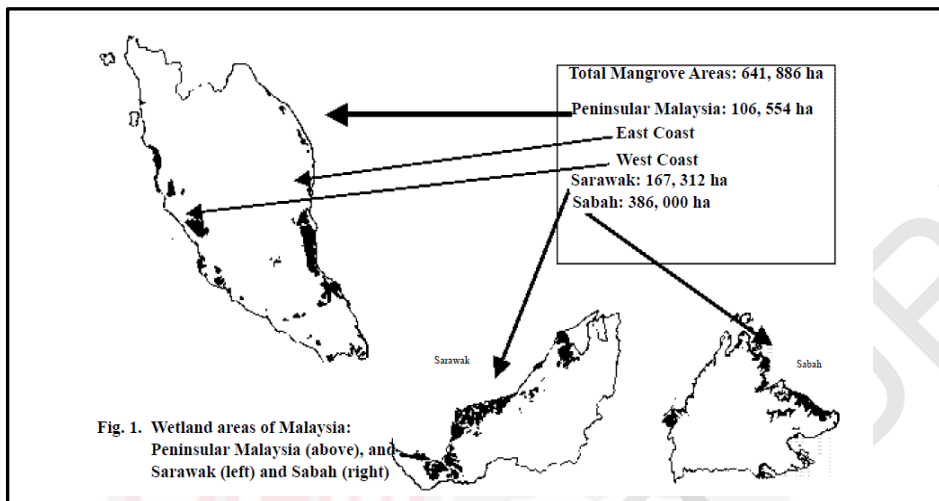 Total Mangrove Areas: 641, 886 ha
Peninsular Malaysia: 106, 554 ha
East Coast
West Coast
Sarawak: 167, 312 ha
Sabah: 386, 000 ha
Sarawak
Sabah
Fig. 1. Wetland areas of Malaysia:
Peninsular Malaysia (above), and
Sarawak (left) and Sabah (right)